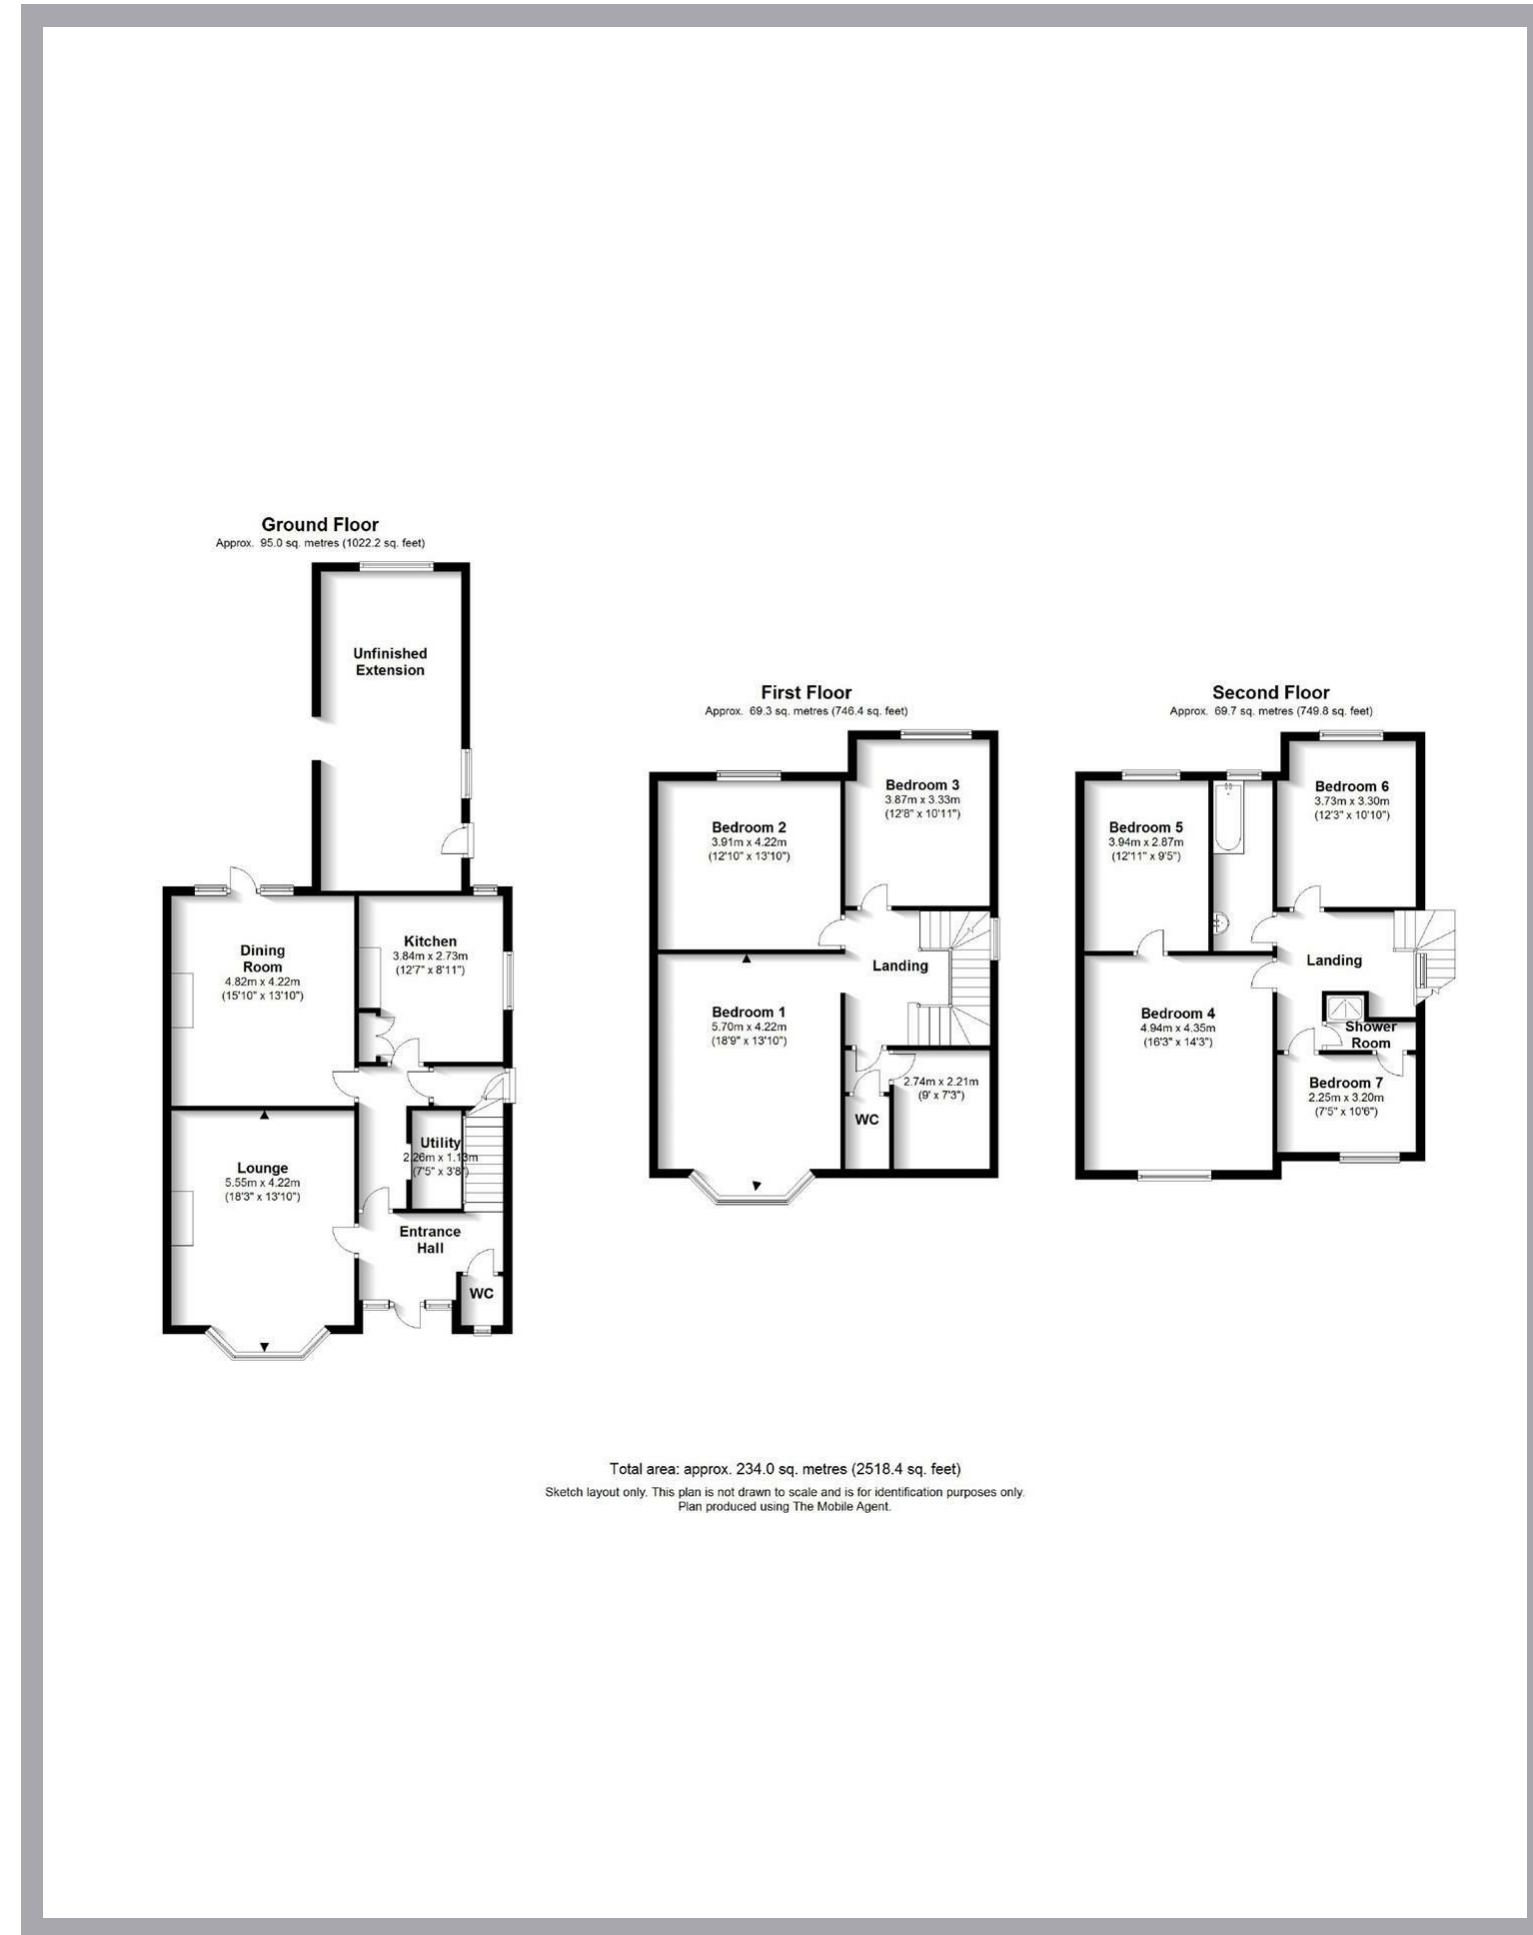 Ground Floor
Approx. 95.0 sq. metres (1022.2 sq. feet)
Unfinished
Extension
Dining
Room
4.82m x 4.22m
(15'10" x 13'10")
Kitchen
3.84m x 2.73m
(12'7" x 8'11")
Utility
2.26m x 1.13m
(7'5" x 3'8")
Lounge
5.55m x 4.22m
(18'3" x 13'10")
Entrance
Hall
WC
First Floor
Approx. 69.3 sq. metres (746.4 sq. feet)
Bedroom 3
3.87m x 3.33m
(12'8" x 10'11")
Bedroom 2
3.91m x 4.22m
(12'10" x 13'10")
Landing
Bedroom 1
5.70m x 4.22m
(18'9" x 13'10")
2.74m x 2.21m
(9' x 7'3")
WC
Second Floor
Approx. 69.7 sq. metres (749.8 sq. feet)
Bedroom 6
3.73m x 3.30m
(12'3" x 10'10")
Bedroom 5
3.94m x 2.87m
(12'11" x 9'5")
Landing
Bedroom 4
4.94m x 4.35m
(16'3" x 14'3")
Shower
Room
Bedroom 7
2.25m x 3.20m
(7'5" x 10'6")
Total area: approx. 234.0 sq. metres (2518.4 sq. feet)
Sketch layout only. This plan is not drawn to scale and is for identification purposes only.
Plan produced using The Mobile Agent.